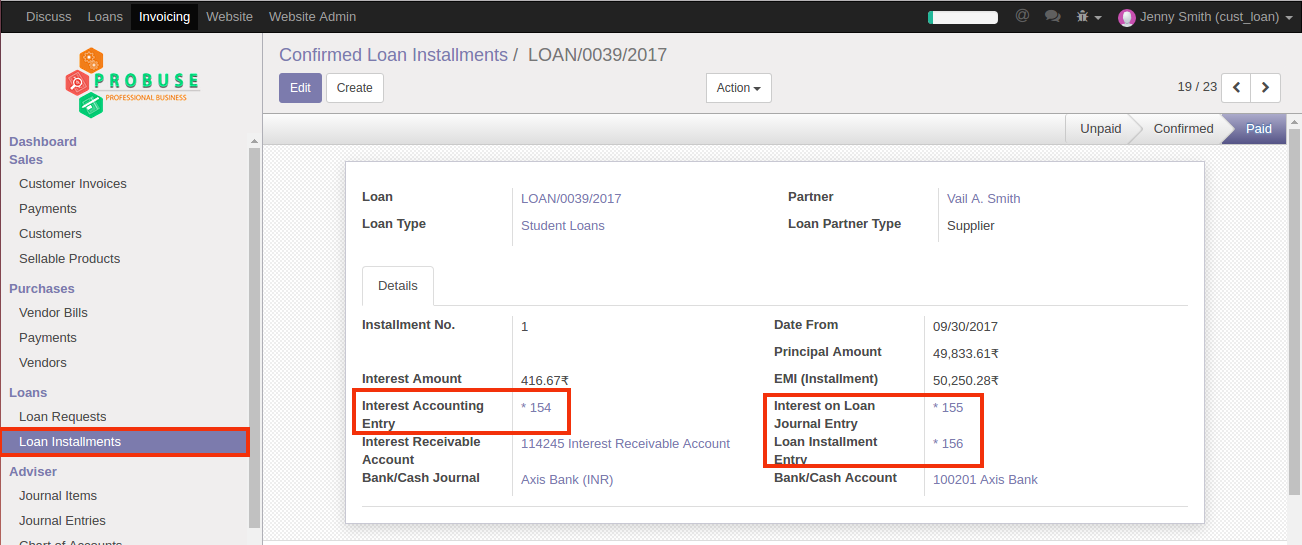 Discuss Loans Invoicing Website Website Admin @ Jenny Smith (cust_loan)
PROBUSE
PROFESSIONAL BUSINESS
Confirmed Loan Installments / LOAN/0039/2017
Edit Create Action 19 / 23
Unpaid Confirmed Paid
Dashboard
Sales
Customer Invoices
Payments
Customers
Sellable Products
Purchases
Vendor Bills
Payments
Vendors
Loans
Loan Requests
Loan Installments
Adviser
Journal Items
Journal Entries
Chart of Accounts
Loan LOAN/0039/2017 Partner Vail A. Smith
Loan Type Student Loans Loan Partner Type Supplier
Details
Installment No. 1 Date From 09/30/2017
Principal Amount 49,833.61₹
Interest Amount 416.67₹ EMI (Installment) 50,250.28₹
Interest Accounting Entry * 154 Interest on Loan Journal Entry * 155
Interest Receivable Account 114245 Interest Receivable Account Loan Installment Entry * 156
Bank/Cash Journal Axis Bank (INR) Bank/Cash Account 100201 Axis Bank